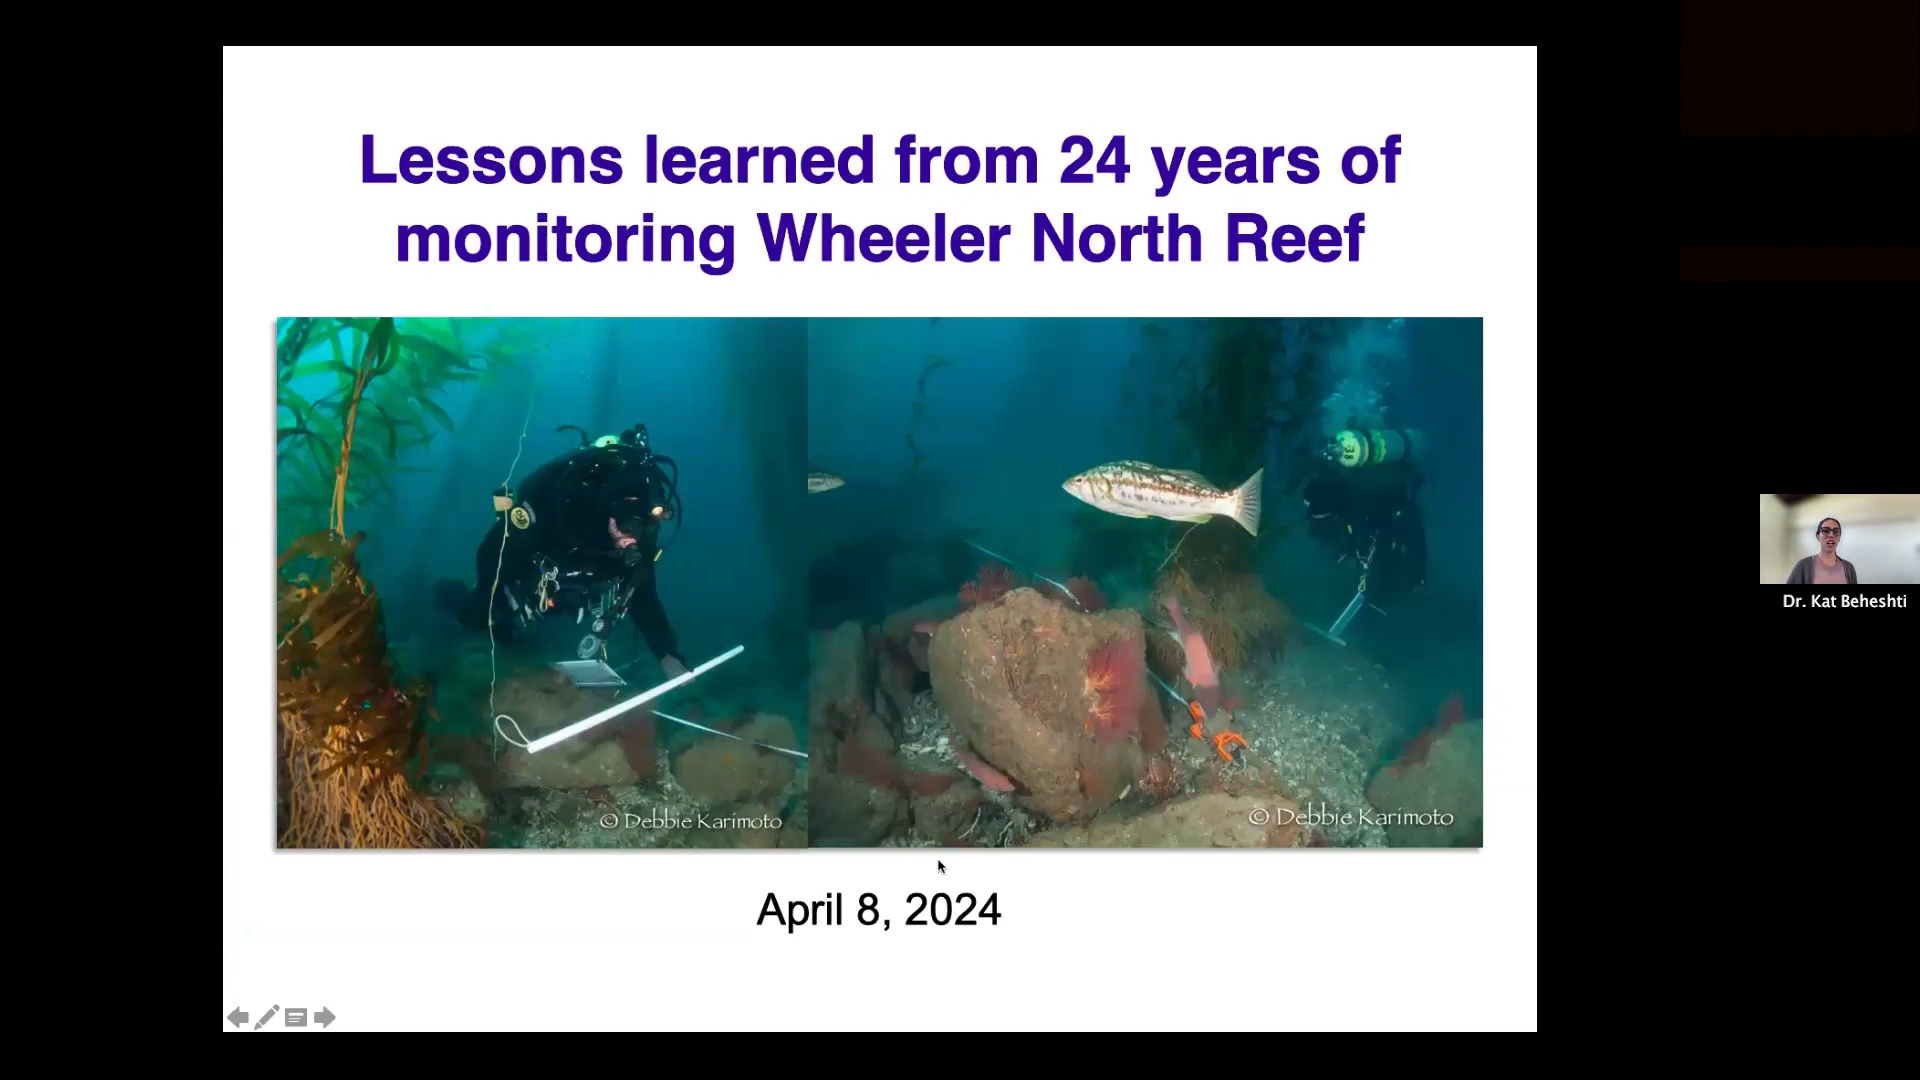 Lessons learned from 24 years of
monitoring Wheeler North Reef
© Debbie Karimoto
© Debbie Karimoto
April 8, 2024
Dr. Kat Beheshti